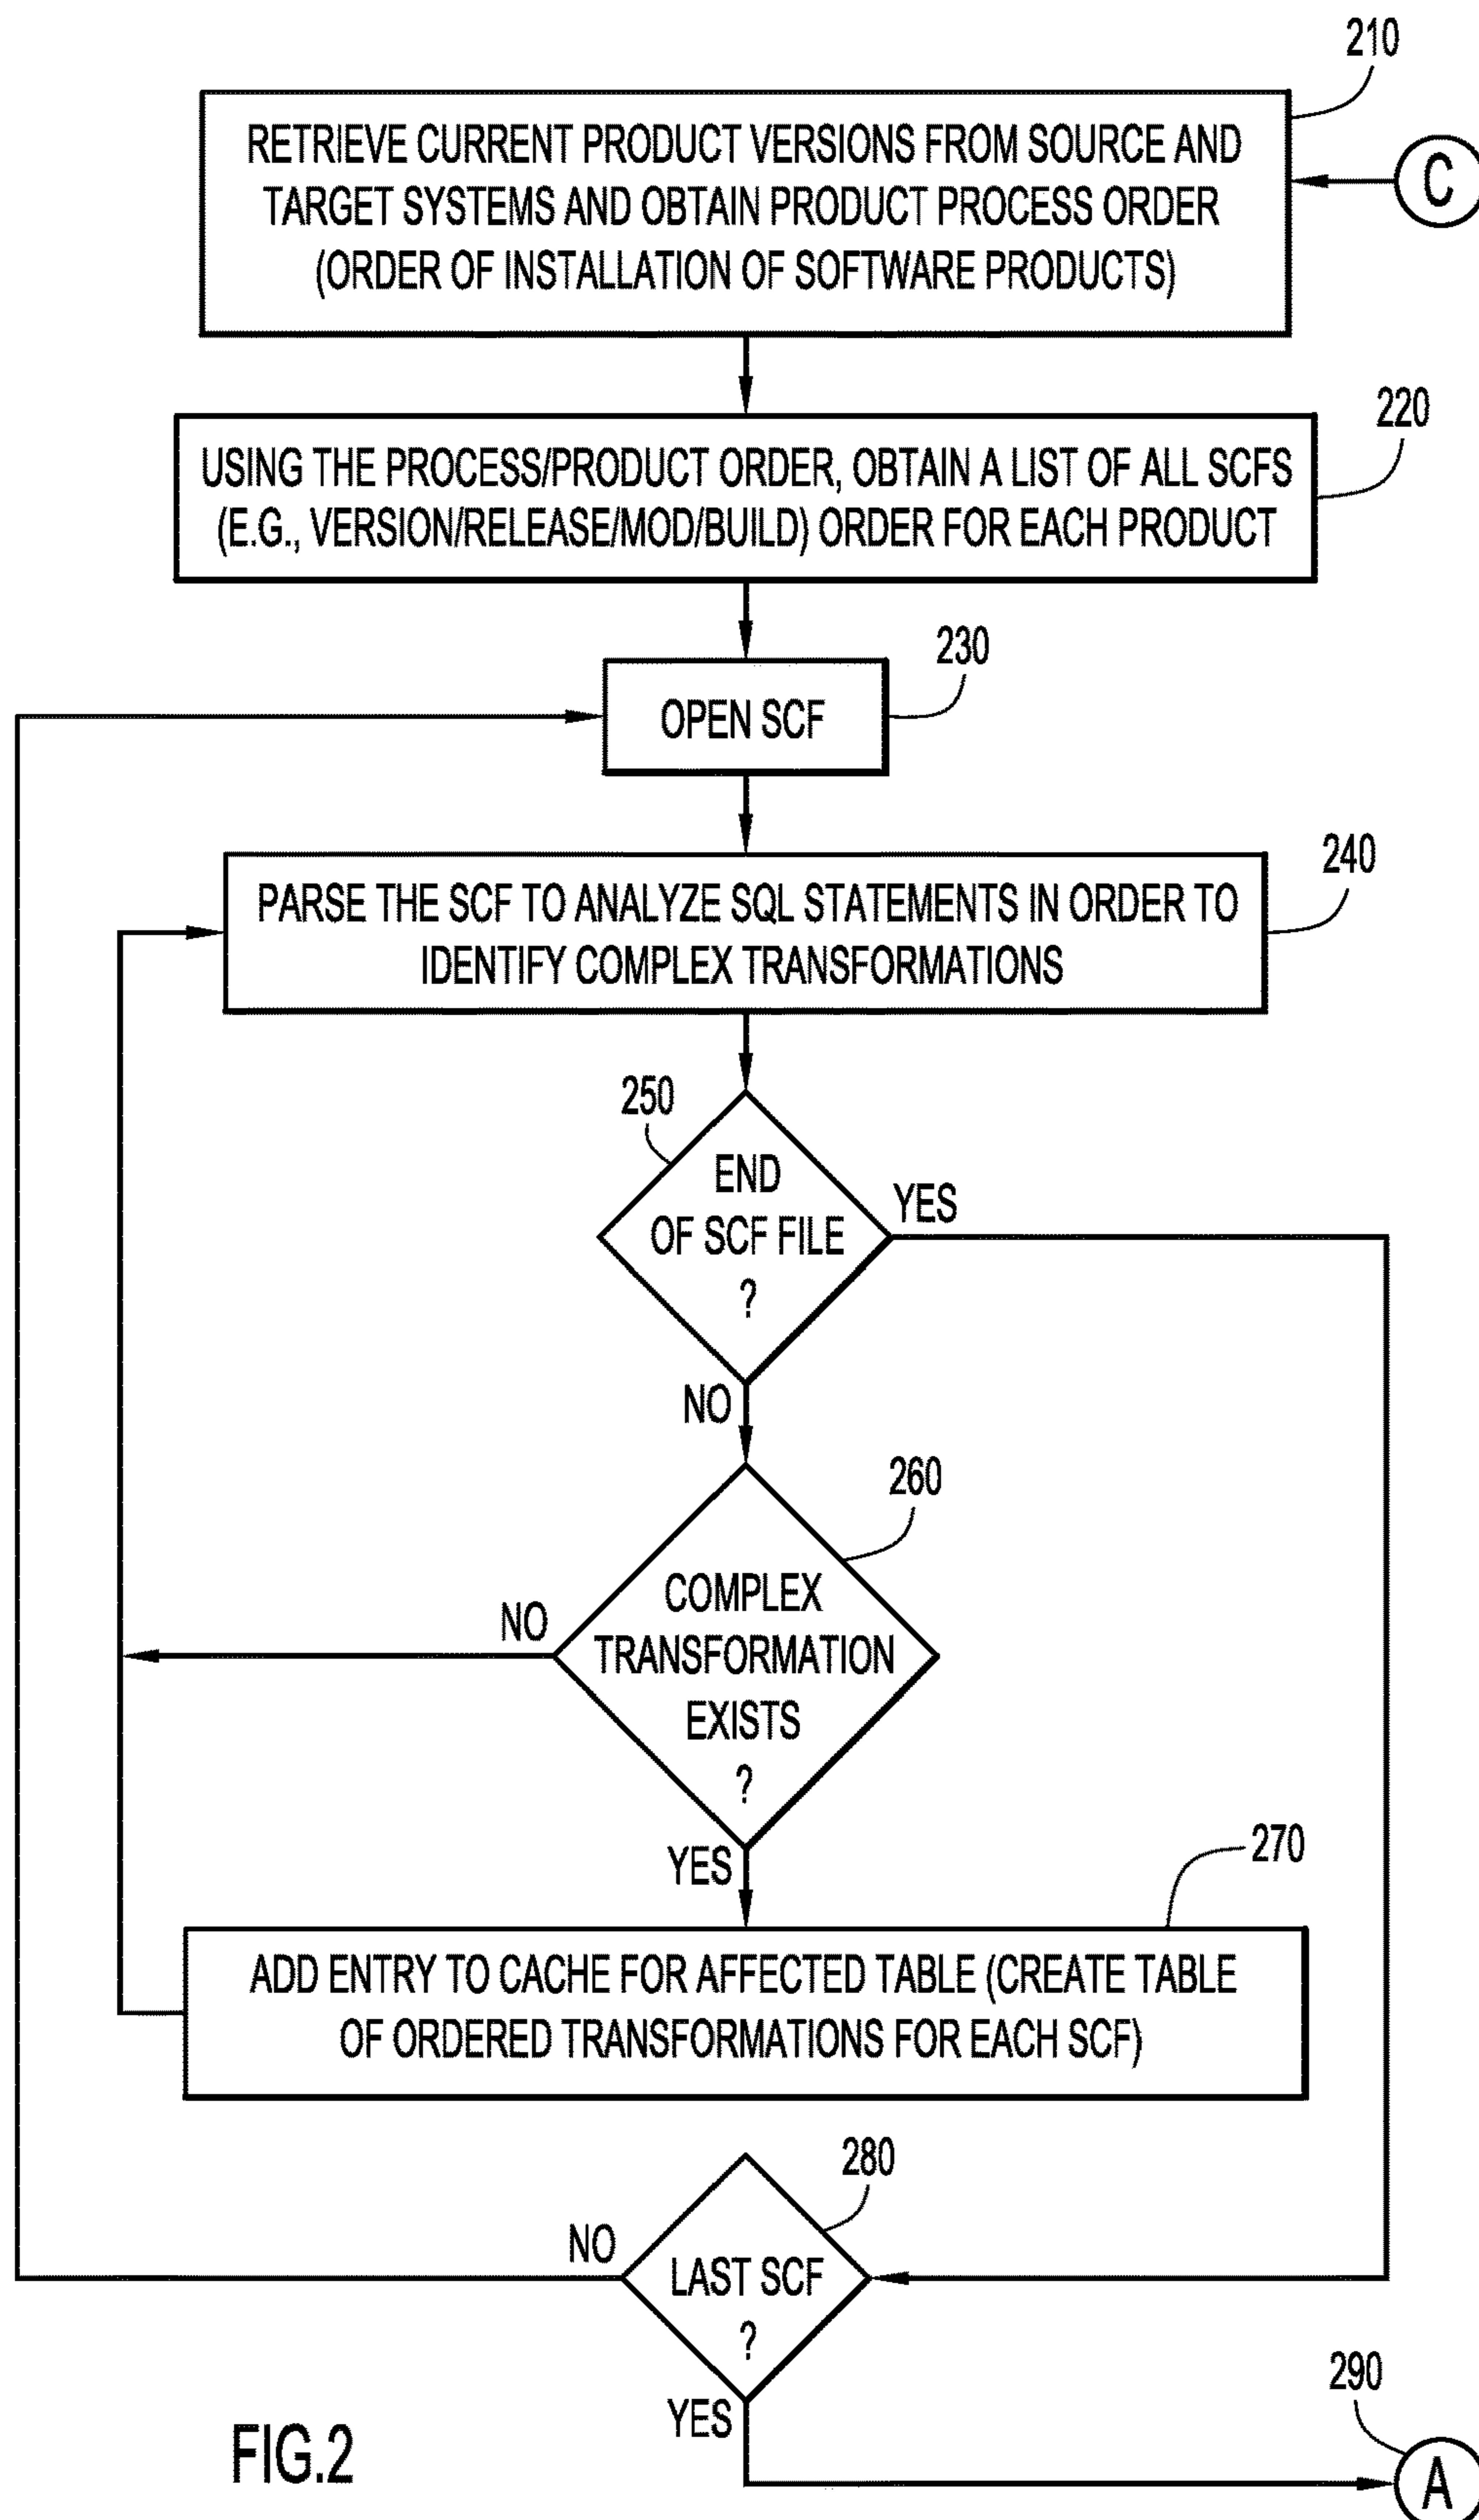 210
RETRIEVE CURRENT PRODUCT VERSIONS FROM SOURCE AND
TARGET SYSTEMS AND OBTAIN PRODUCT PROCESS ORDER
(ORDER OF INSTALLATION OF SOFTWARE PRODUCTS)
C
220
USING THE PROCESS/PRODUCT ORDER, OBTAIN A LIST OF ALL SCFS
(E.G., VERSION/RELEASE/MOD/BUILD) ORDER FOR EACH PRODUCT
230
OPEN SCF
240
PARSE THE SCF TO ANALYZE SQL STATEMENTS IN ORDER TO
IDENTIFY COMPLEX TRANSFORMATIONS
250
END
OF SCF FILE
?
YES
NO
260
COMPLEX
TRANSFORMATION
EXISTS
?
NO
YES
270
ADD ENTRY TO CACHE FOR AFFECTED TABLE (CREATE TABLE
OF ORDERED TRANSFORMATIONS FOR EACH SCF)
280
NO
LAST SCF
?
YES
290
A
FIG.2